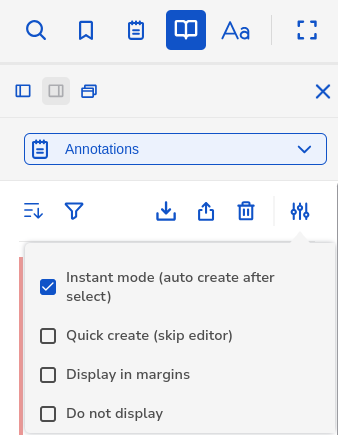 Aa
Annotations
Instant mode (auto create after
select)
Quick create (skip editor)
Display in margins
Do not display